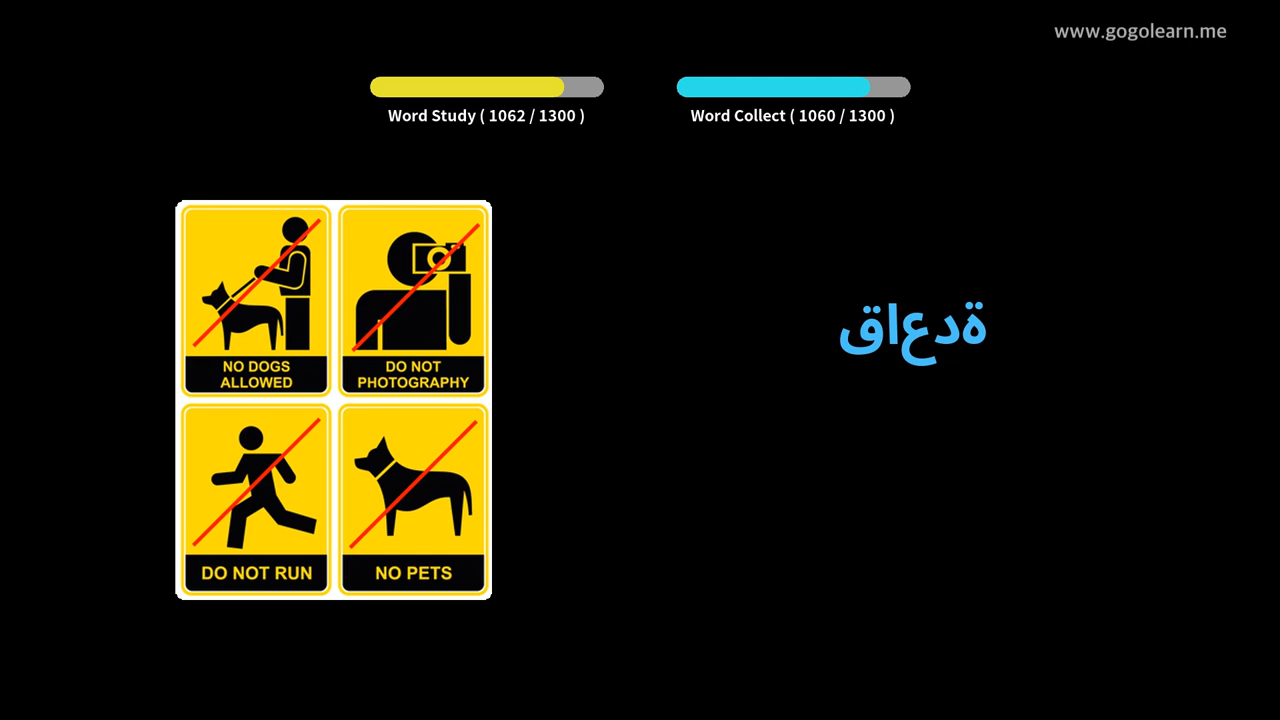 www.gogolearn.me
Word Study ( 1062 / 1300 )
Word Collect ( 1060 / 1300 )
NO DOGS
ALLOWED
DO NOT
PHOTOGRAPHY
DO NOT RUN
NO PETS
قاعدة